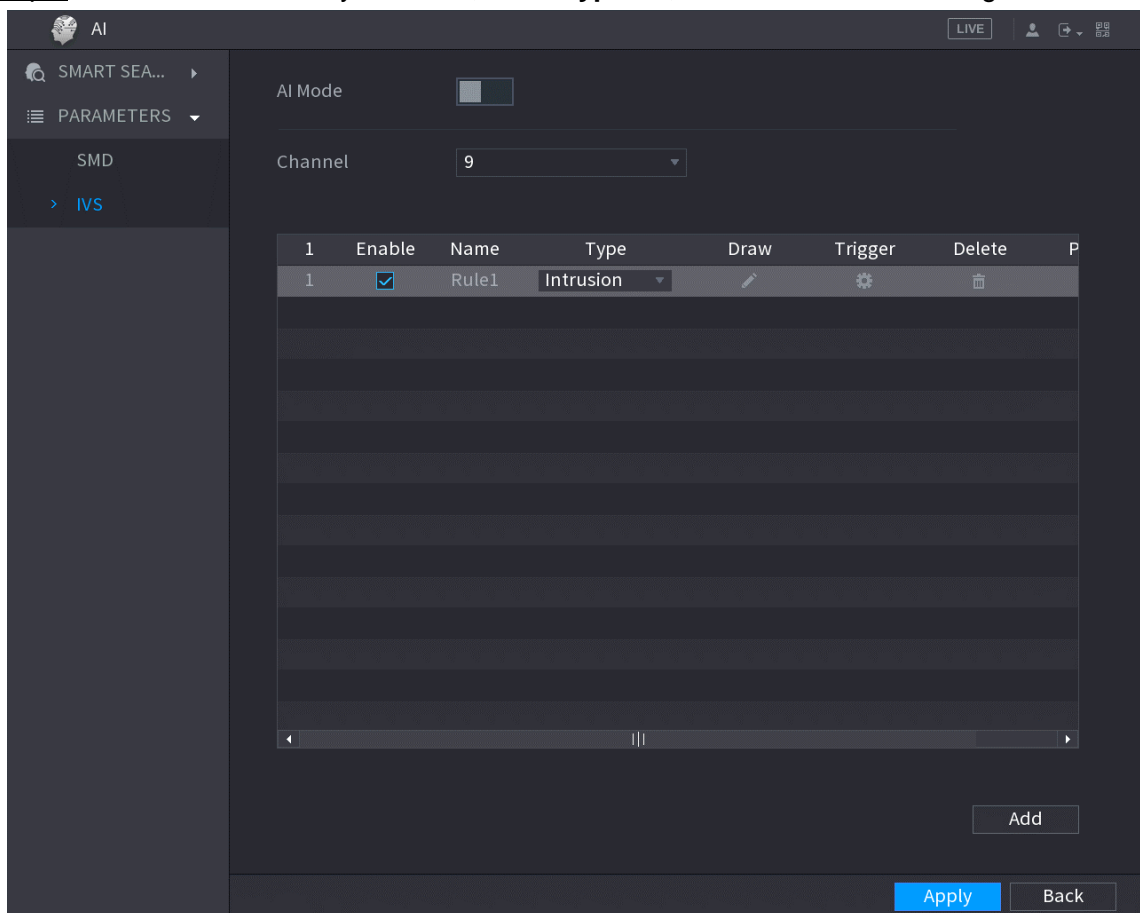 AI LIVE
SMART SEA...
PARAMETERS
SMD
> IVS
AI Mode
Channel 9
1 Enable Name Type Draw Trigger Delete P
1 Rule1 Intrusion
Add
Apply Back